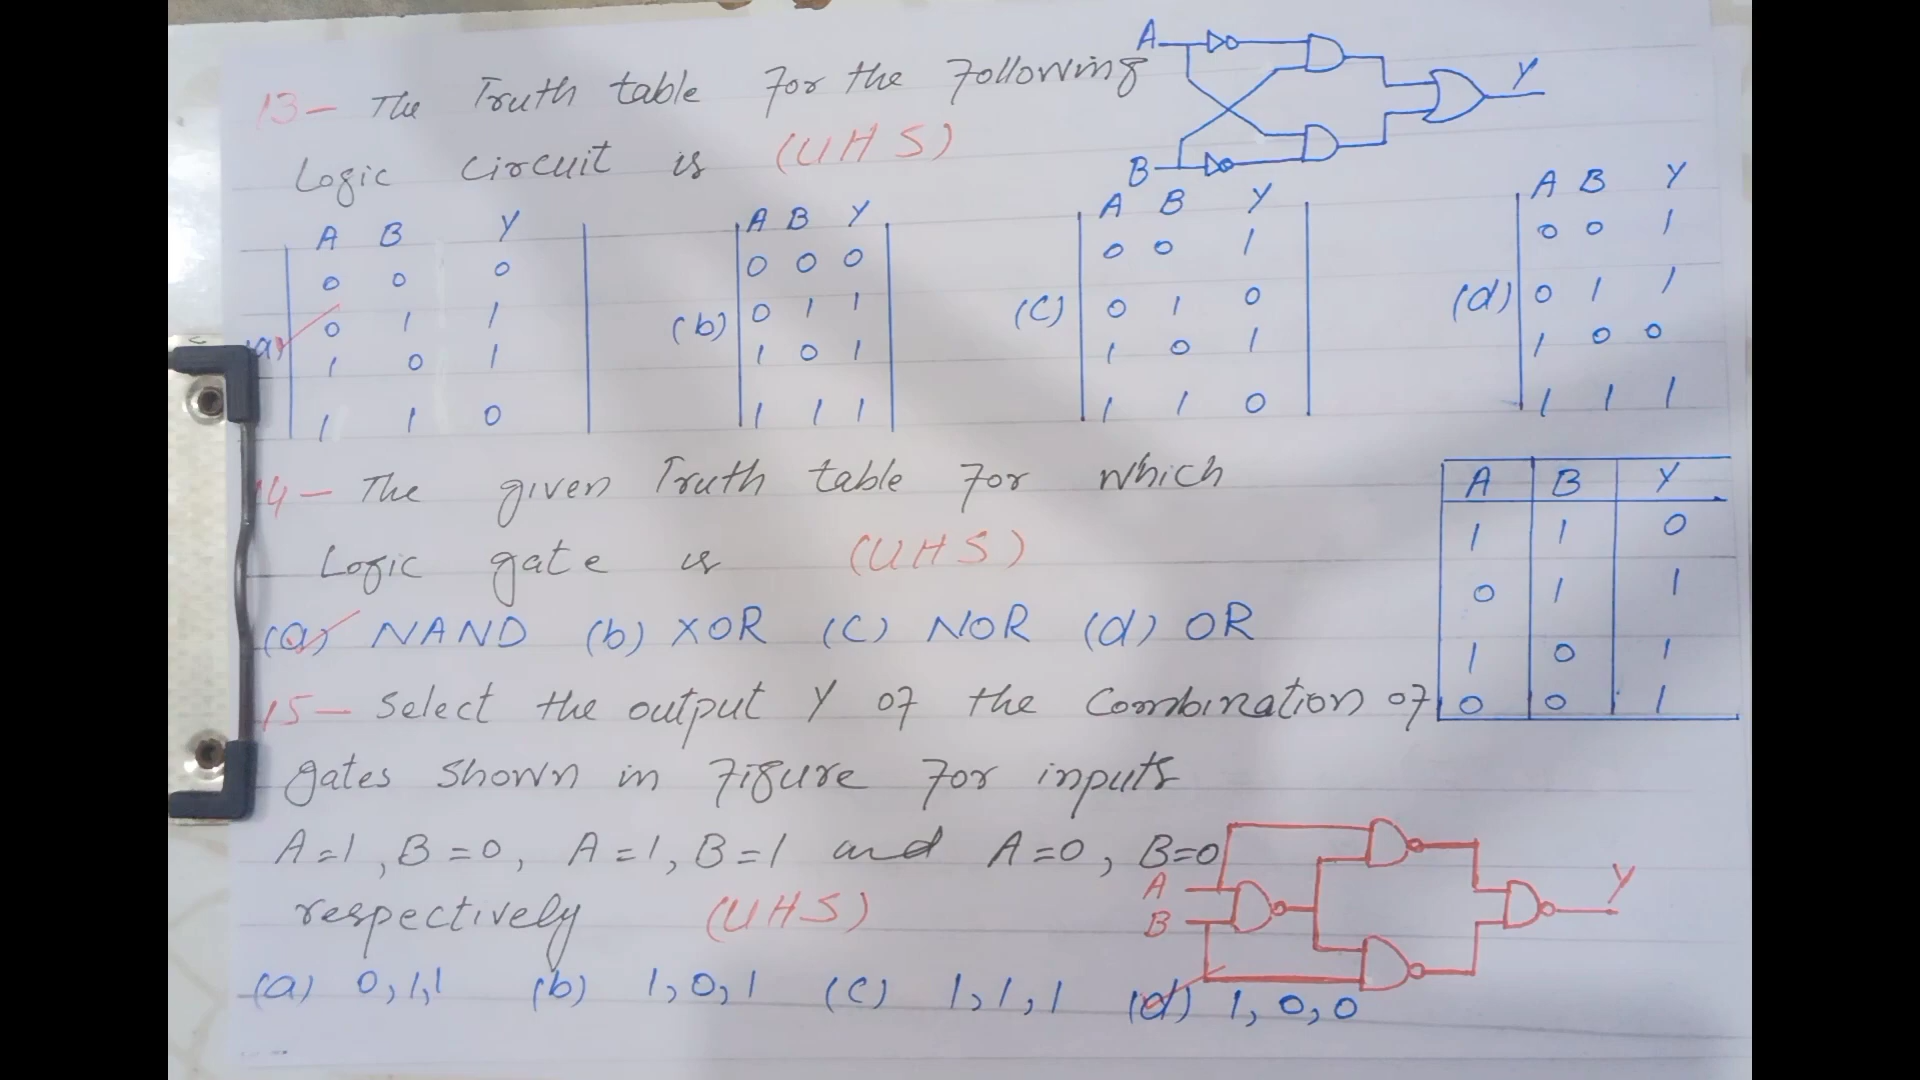 13- The Truth table for the following
Logic circuit is (UHS)
A
B
Y
A B Y
0 0 0
0 1 1
1 0 1
1 1 0
(a)
A B Y
0 0 0
0 1 1
1 0 1
1 1 1
(b)
A B Y
0 0 1
0 1 0
1 0 1
1 1 0
(c)
A B Y
0 0 1
0 1 1
1 0 0
1 1 1
(d)
14- The given Truth table for which
Logic gate is (UHS)
(a) NAND (b) XOR (c) NOR (d) OR
A B Y
1 1 0
0 1 1
1 0 1
0 0 1
15- Select the output Y of the Combination of
gates shown in figure for inputs
A=1, B=0, A=1, B=1 and A=0, B=0
respectively (UHS)
A
B
Y
(a) 0,1,1 (b) 1,0,1 (c) 1,1,1 (d) 1,0,0